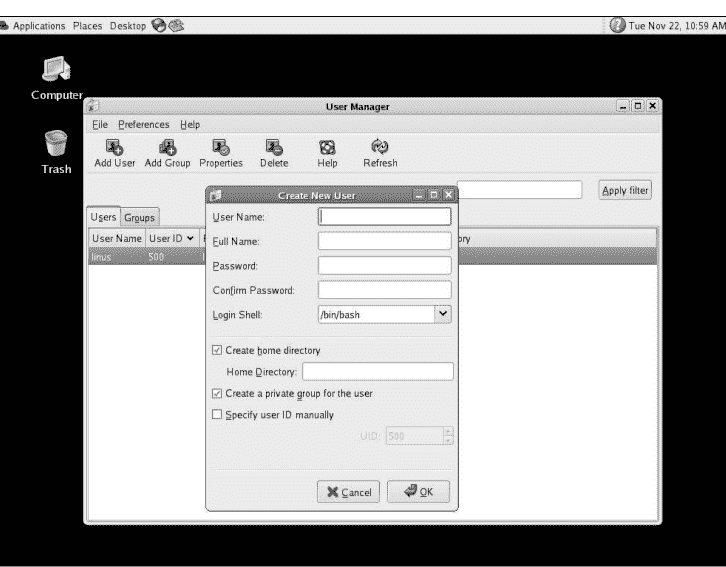 Applications Places Desktop
Tue Nov 22, 10:59 AM
Computer
Trash
User Manager
File Preferences Help
Add User Add Group Properties Delete Help Refresh
Apply filter
Users Groups
User Name User ID
linus 500
Create New User
User Name:
Full Name:
Password:
Confirm Password:
Login Shell: /bin/bash
Create home directory
Home Directory:
Create a private group for the user
Specify user ID manually
UID: 500
Cancel OK